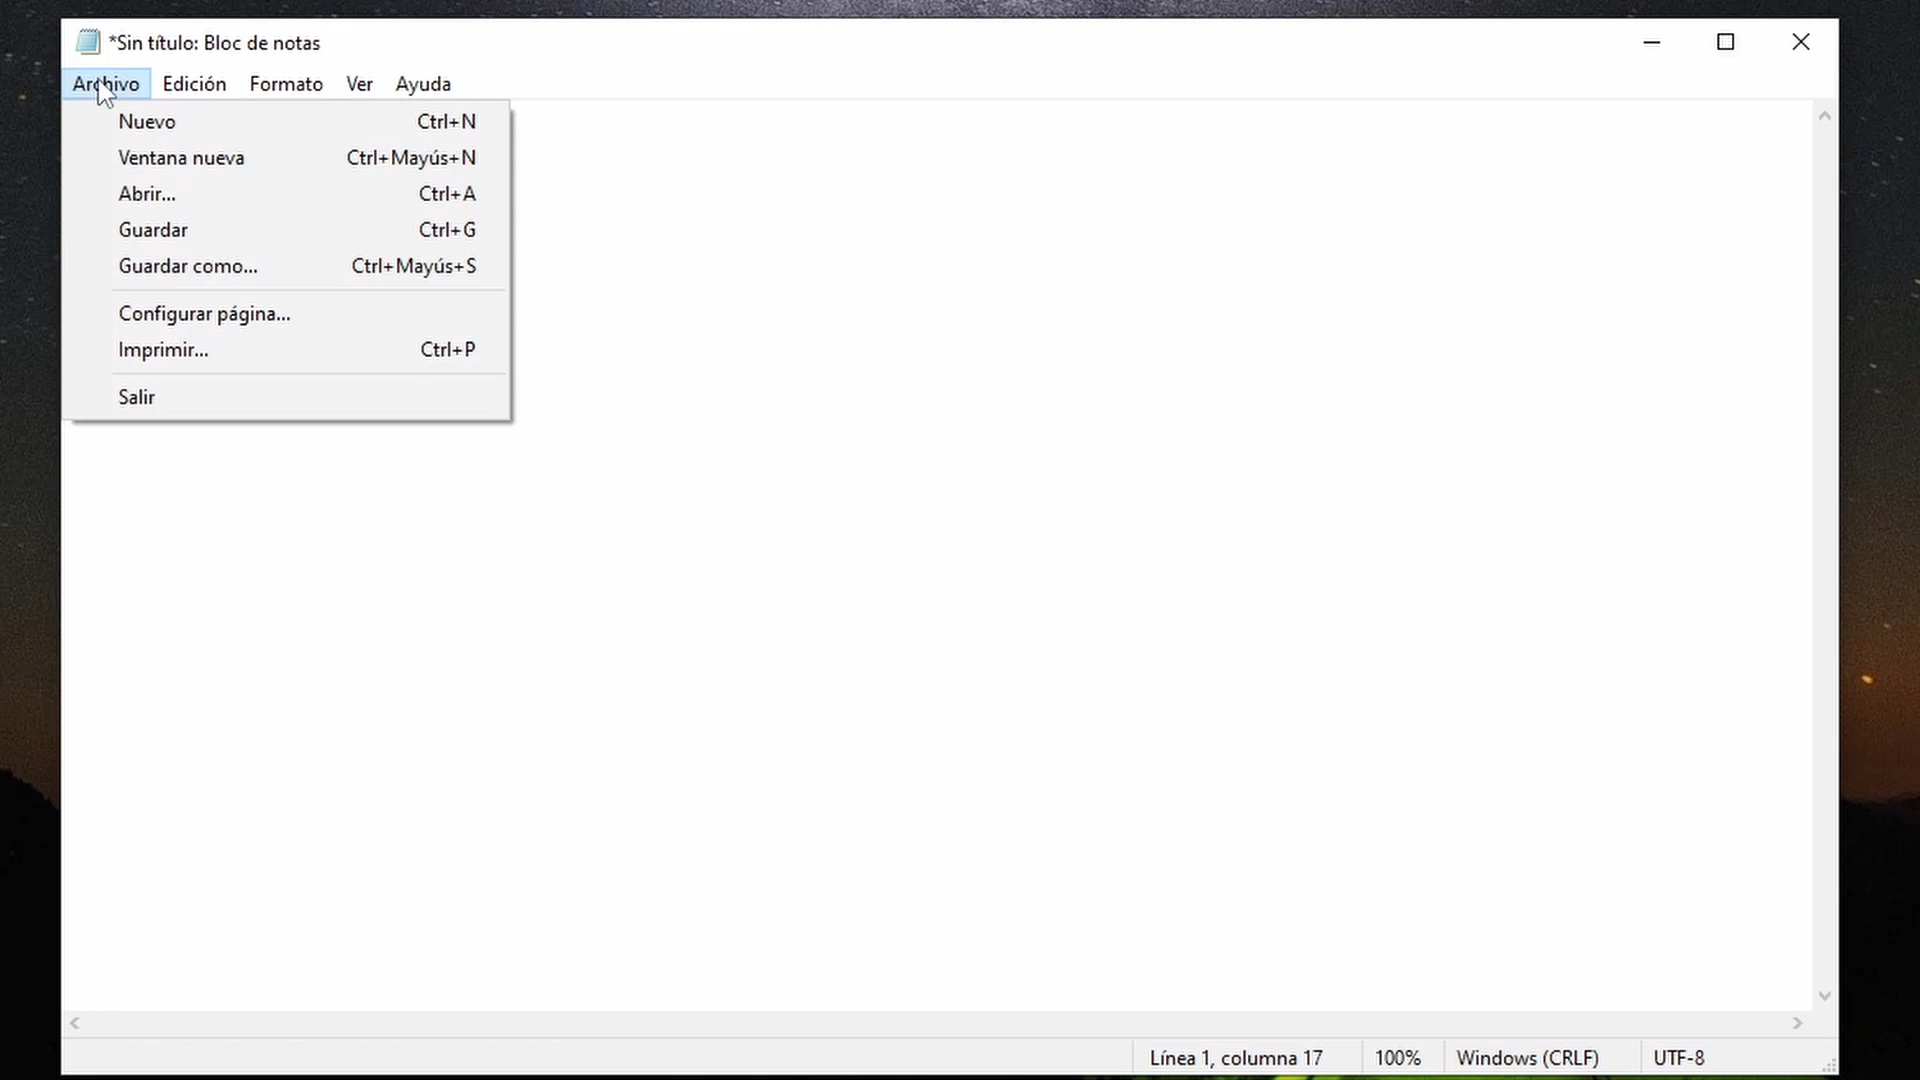 *Sin título: Bloc de notas
Archivo Edición Formato Ver Ayuda
Nuevo Ctrl+N
Ventana nueva Ctrl+Mayús+N
Abrir... Ctrl+A
Guardar Ctrl+G
Guardar como... Ctrl+Mayús+S
Configurar página...
Imprimir... Ctrl+P
Salir
Línea 1, columna 17 100% Windows (CRLF) UTF-8